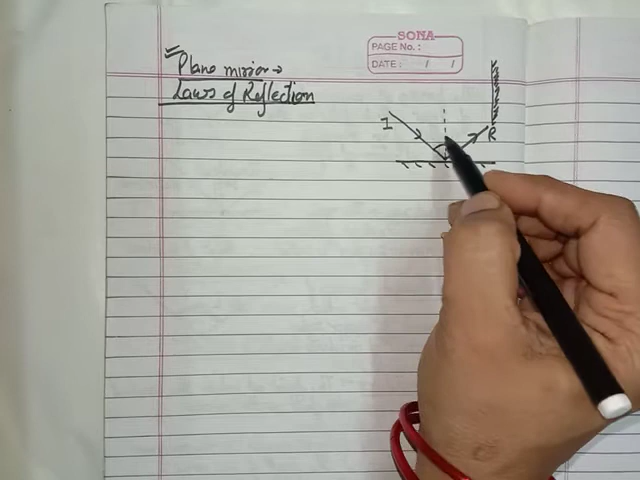 SONA
PAGE No.:
DATE: / /
Plane mirror→
Laws of Reflection
I
R